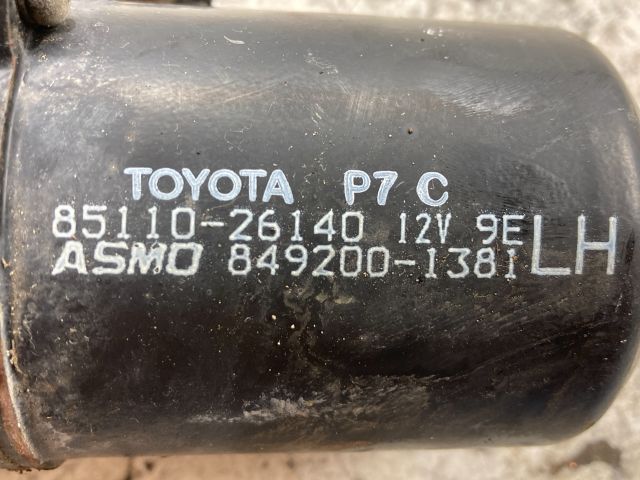 TOYOTA P7 C
85110-26140 12V 9E
ASMO 849200-1381 LH